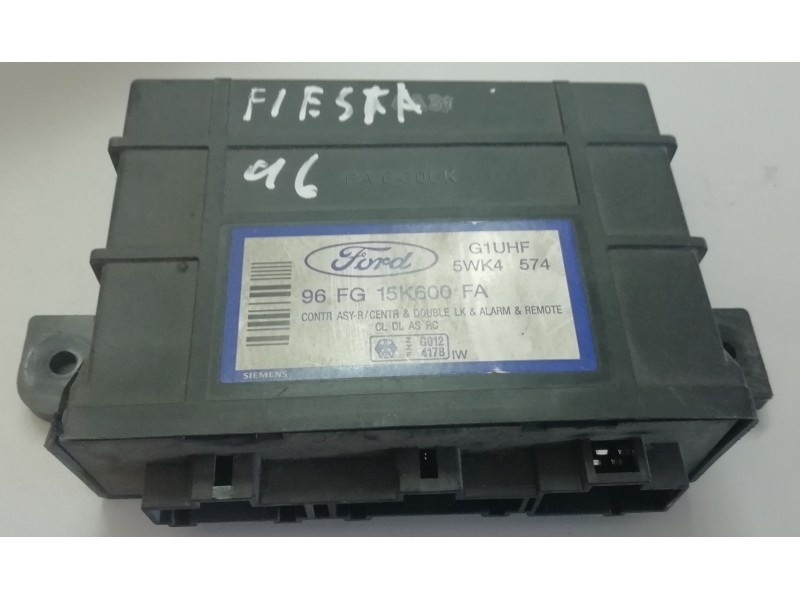 FIESTA
96
Ford
G1UHF
5WK4 574
96 FG 15K600 FA
CONTR ASY-R/CENTR & DOUBLE LK & ALARM & REMOTE
CL DL AS RC
G012
417B IW
SIEMENS